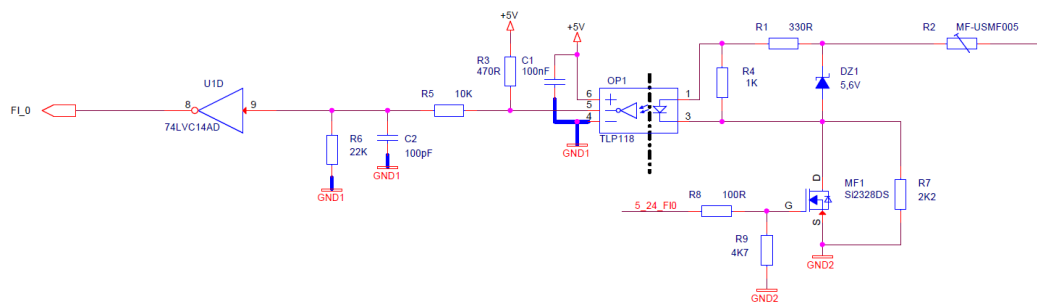 +5V
+5V
R1 330R
R2 MF-USMF005
R3 470R
C1 100nF
OP1
R4 1K
DZ1 5,6V
U1D
FI_0
8
9
74LVC14AD
R5 10K
6
5
4
1
3
TLP118
GND1
R6 22K
C2 100pF
GND1
GND1
R8 100R
5_24_FI0
G
D
S
MF1
SI2328DS
R7 2K2
R9 4K7
GND2
GND2